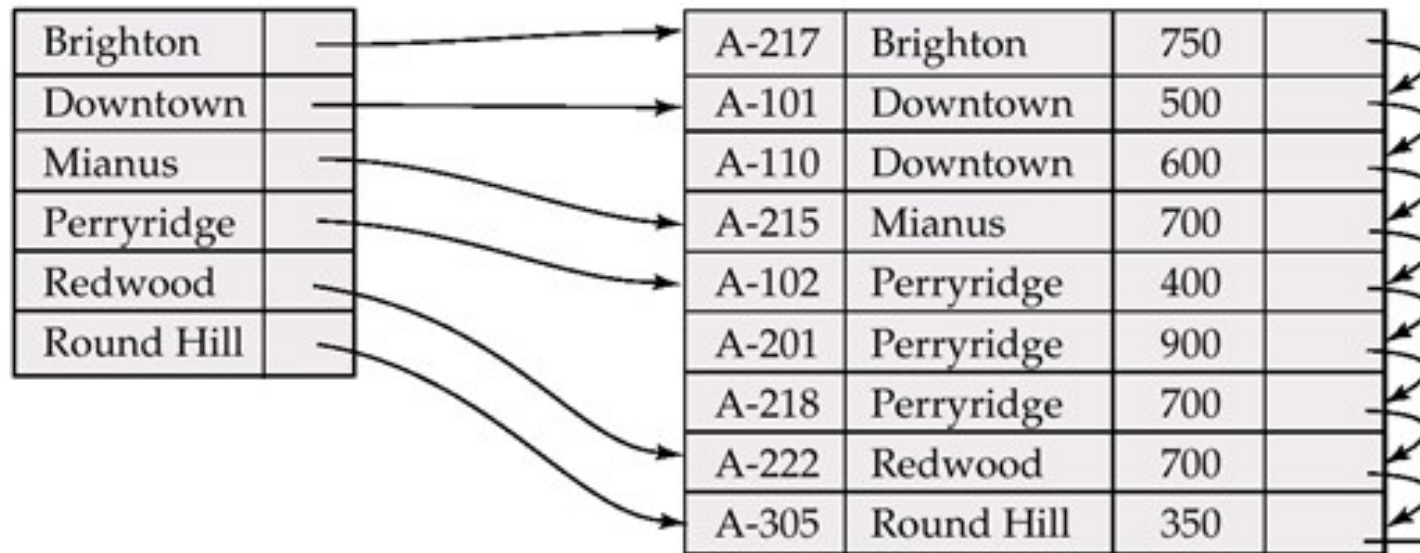 Brighton
Downtown
Mianus
Perryridge
Redwood
Round Hill
A-217 Brighton 750
A-101 Downtown 500
A-110 Downtown 600
A-215 Mianus 700
A-102 Perryridge 400
A-201 Perryridge 900
A-218 Perryridge 700
A-222 Redwood 700
A-305 Round Hill 350